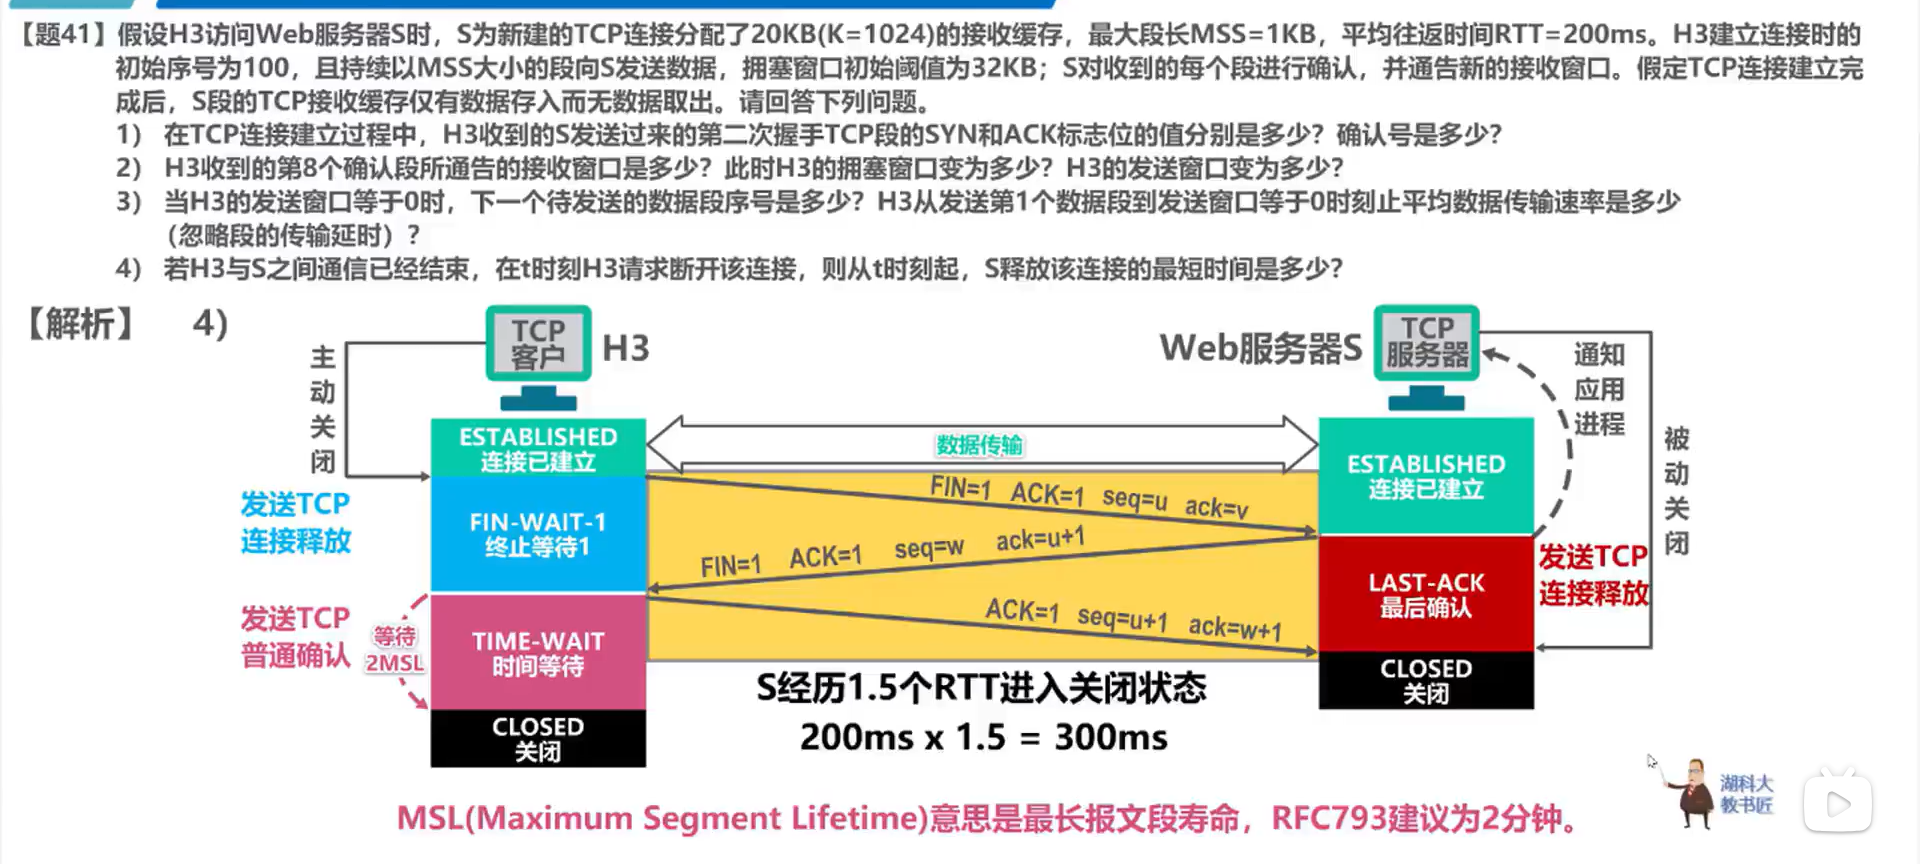 【题41】假设H3访问Web服务器S时，S为新建的TCP连接分配了20KB(K=1024)的接收缓存，最大段长MSS=1KB，平均往返时间RTT=200ms。H3建立连接时的
初始序号为100，且持续以MSS大小的段向S发送数据，拥塞窗口初始阈值为32KB；S对收到的每个段进行确认，并通告新的接收窗口。假定TCP连接建立完
成后，S段的TCP接收缓存仅有数据存入而无数据取出。请回答下列问题。
1） 在TCP连接建立过程中，H3收到的S发送过来的第二次握手TCP段的SYN和ACK标志位的值分别是多少？确认号是多少？
2） H3收到的第8个确认段所通告的接收窗口是多少？此时H3的拥塞窗口变为多少？H3的发送窗口变为多少？
3） 当H3的发送窗口等于0时，下一个待发送的数据段序号是多少？H3从发送第1个数据段到发送窗口等于0时刻止平均数据传输速率是多少
（忽略段的传输延时）？
4） 若H3与S之间通信已经结束，在t时刻H3请求断开该连接，则从t时刻起，S释放该连接的最短时间是多少？
【解析】 4)
TCP
客户
H3
Web服务器S
TCP
服务器
主动关闭
通知
应用
进程
被动关闭
ESTABLISHED
连接已建立
数据传输
ESTABLISHED
连接已建立
FIN=1 ACK=1 seq=u ack=v
发送TCP
连接释放
FIN-WAIT-1
终止等待1
FIN=1 ACK=1 seq=w ack=u+1
LAST-ACK
最后确认
发送TCP
连接释放
ACK=1 seq=u+1 ack=w+1
发送TCP
普通确认
等待
2MSL
TIME-WAIT
时间等待
CLOSED
关闭
CLOSED
关闭
S经历1.5个RTT进入关闭状态
200ms x 1.5 = 300ms
MSL(Maximum Segment Lifetime)意思是最长报文段寿命，RFC793建议为2分钟。
湖科大
教书匠